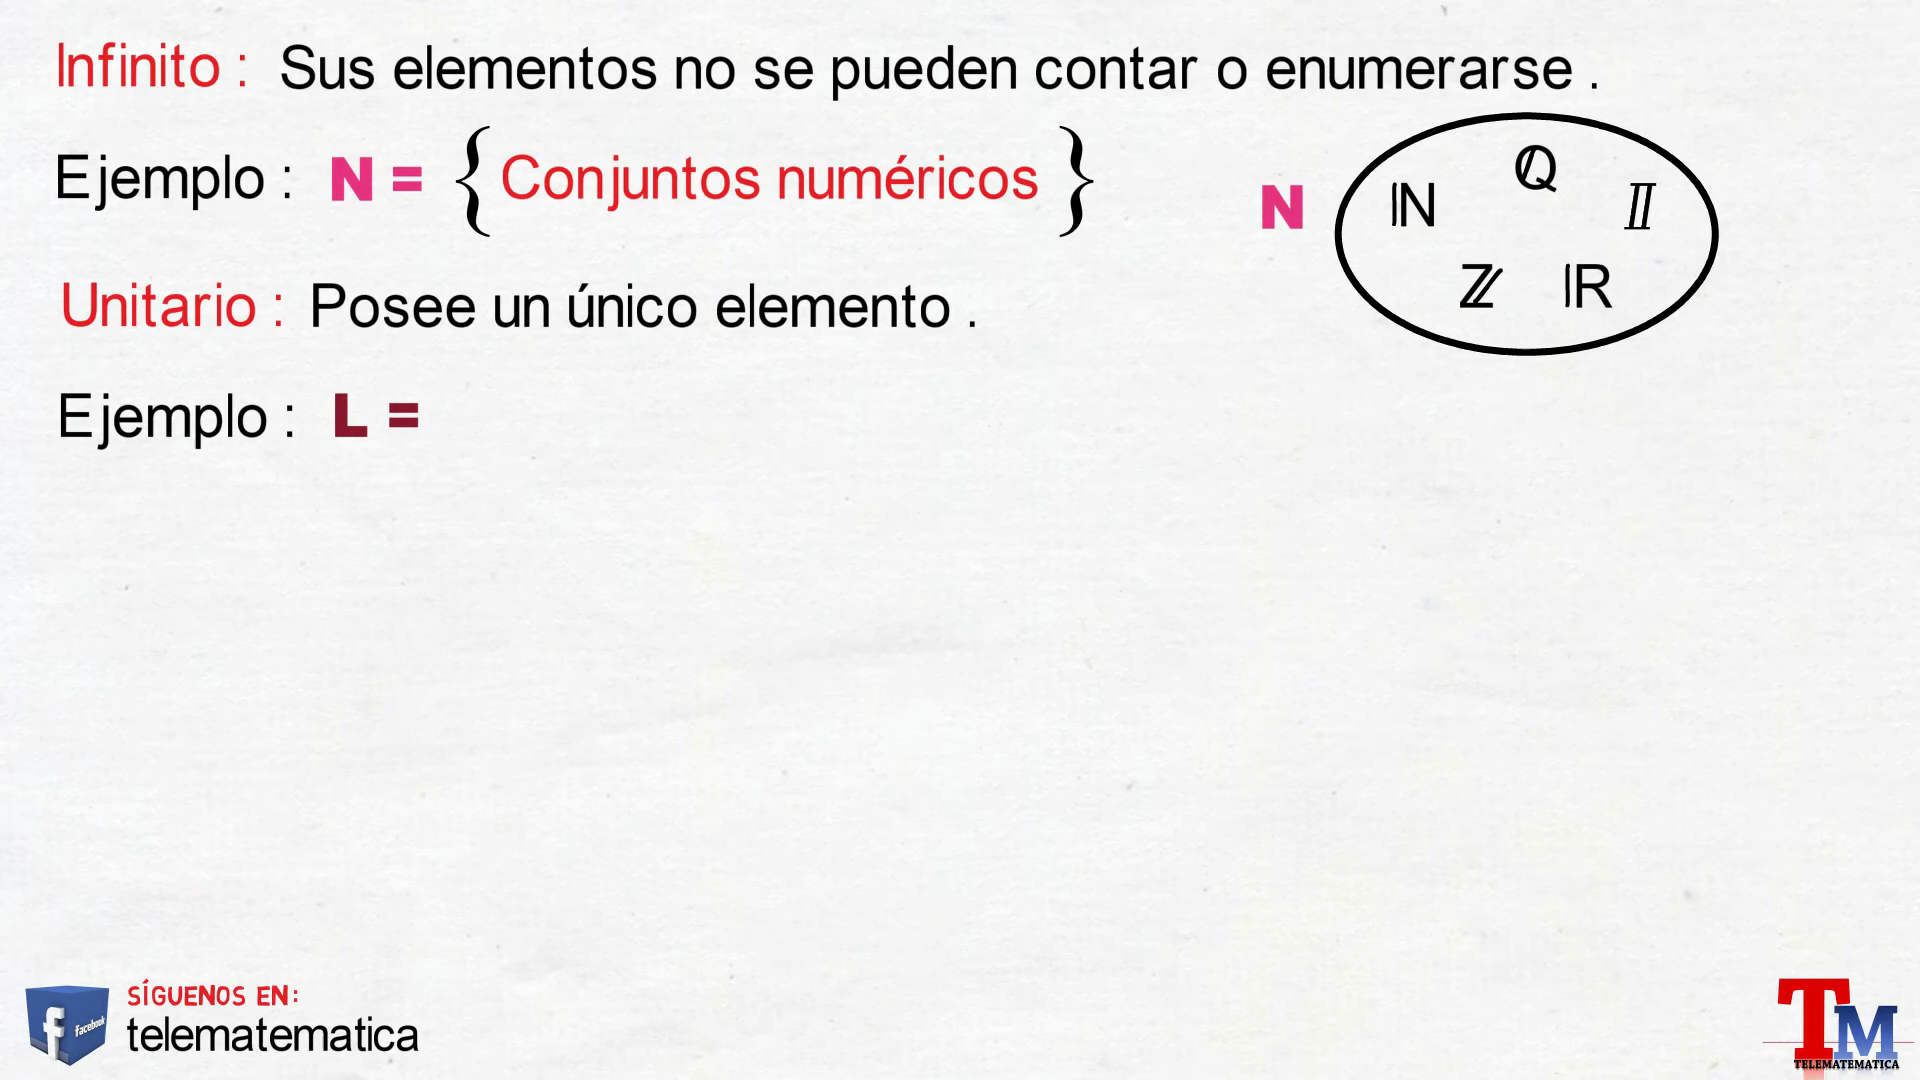 Infinito : Sus elementos no se pueden contar o enumerarse .
Ejemplo : N = { Conjuntos numéricos }
N
ℕ ℚ 𝕀
ℤ ℝ
Unitario : Posee un único elemento .
Ejemplo : L =
SÍGUENOS EN:
facebook
telematematica
TM
TELEMATEMATICA